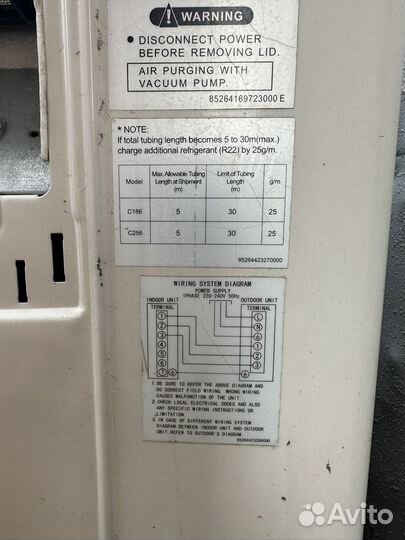 WARNING
• DISCONNECT POWER
BEFORE REMOVING LID.
AIR PURGING WITH
VACUUM PUMP.
85264169723000 E
* NOTE:
If total tubing length becomes 5 to 30m(max.)
charge additional refrigerant (R22) by 25g/m.
Model Max. Allowable Tubing Length at Shipment (m) Limit of Tubing Length (m) g/m
C186 5 30 25
C256 5 30 25
85264423270000
WIRING SYSTEM DIAGRAM
POWER SUPPLY
1PHASE 220-240V 50HZ
INDOOR UNIT OUTDOOR UNIT
TERMINAL TERMINAL
1 L
2 N
3
4 1
5 2
6 3
7
1. BE SURE TO REFER THE ABOVE DIAGRAM AND
DO CORRECT FIELD WIRING. WRONG WIRING
CAUSES MALFUNCTION OF THE UNIT.
2. CHECK LOCAL ELECTRICAL CODES AND ALSO
ANY SPECIFIC WIRING INSTRUCTIONS OR
LIMITATION.
3. IN CASE OF DIFFERENT WIRING SYSTEM
DIAGRAM BETWEEN INDOOR UNIT AND OUTDOOR
UNIT, REFER TO OUTDOOR'S DIAGRAM.
85264423289000
Avito